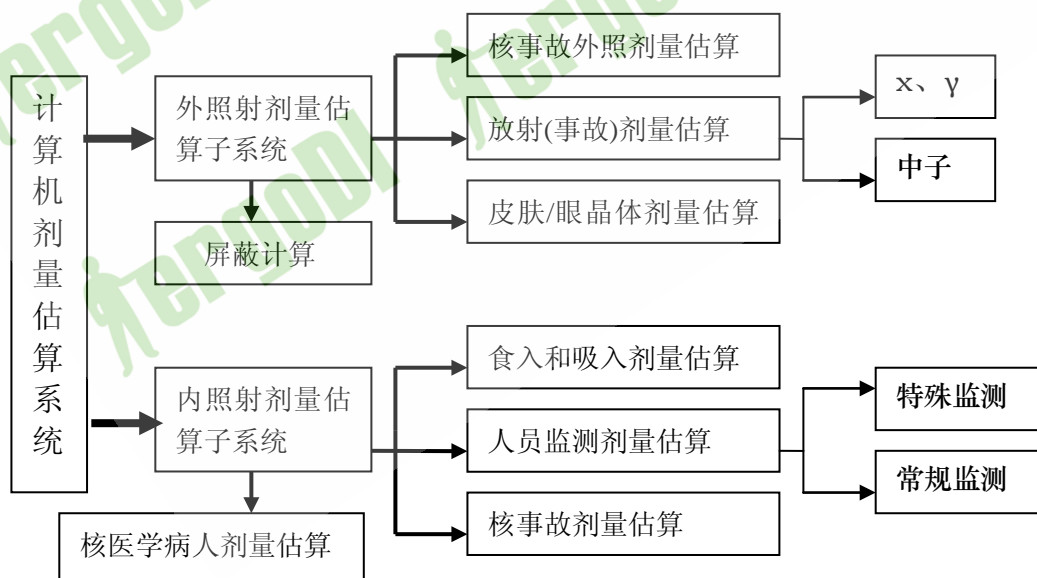 计算机剂量估算系统
外照射剂量估
算子系统
屏蔽计算
核事故外照剂量估算
放射(事故)剂量估算
皮肤/眼晶体剂量估算
x、γ
中子
内照射剂量估
算子系统
核医学病人剂量估算
食入和吸入剂量估算
人员监测剂量估算
核事故剂量估算
特殊监测
常规监测
ergodi
ergodi
ergodi